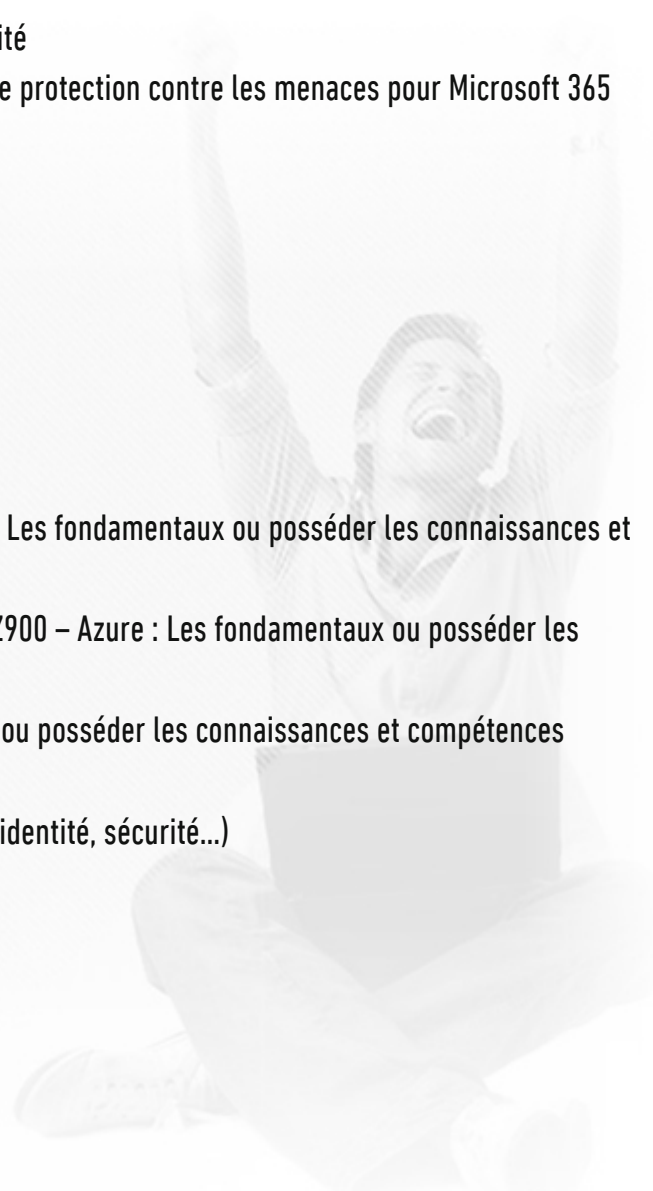 ité
e protection contre les menaces pour Microsoft 365
Les fondamentaux ou posséder les connaissances et
Z900 – Azure : Les fondamentaux ou posséder les
ou posséder les connaissances et compétences
identité, sécurité...)